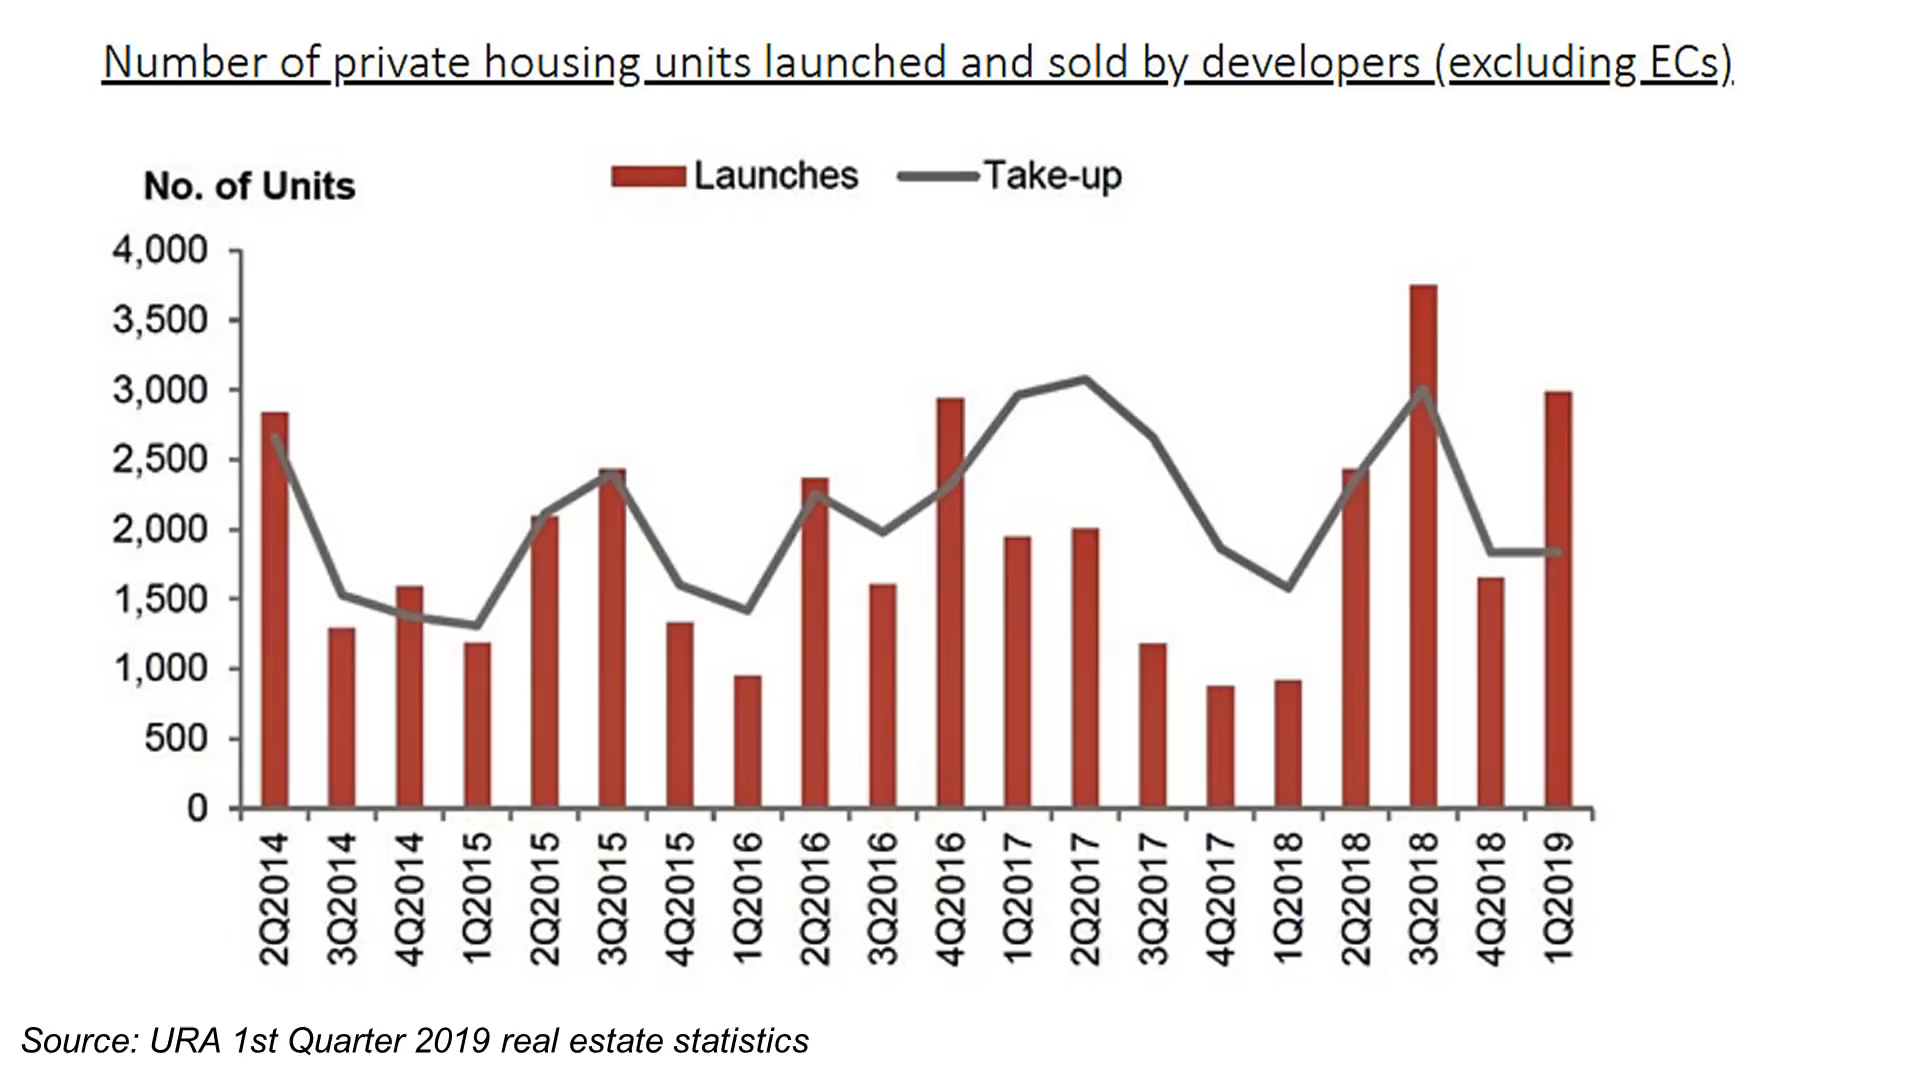 Number of private housing units launched and sold by developers (excluding ECs)
No. of Units
Launches
Take-up
4,000
3,500
3,000
2,500
2,000
1,500
1,000
500
0
2Q2014
3Q2014
4Q2014
1Q2015
2Q2015
3Q2015
4Q2015
1Q2016
2Q2016
3Q2016
4Q2016
1Q2017
2Q2017
3Q2017
4Q2017
1Q2018
2Q2018
3Q2018
4Q2018
1Q2019
Source: URA 1st Quarter 2019 real estate statistics